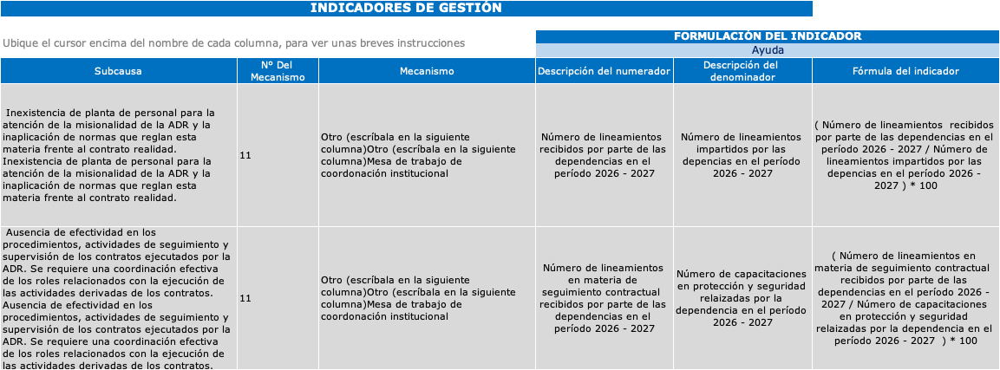 INDICADORES DE GESTIÓN
Ubique el cursor encima del nombre de cada columna, para ver unas breves instrucciones
FORMULACIÓN DEL INDICADOR
Ayuda
Subcausa
Nº Del
Mecanismo
Mecanismo
Descripción del numerador
Descripción del
denominador
Fórmula del indicador
Inexistencia de planta de personal para la
atención de la misionalidad de la ADR y la
inaplicación de normas que reglan esta
materia frente al contrato realidad.
Inexistencia de planta de personal para la
atención de la misionalidad de la ADR y la
inaplicación de normas que reglan esta
materia frente al contrato realidad.
11
Otro (escríbala en la siguiente
columna)Otro (escríbala en la siguiente
columna)Mesa de trabajo de
coordonación institucional
Número de lineamientos
recibidos por parte de las
dependencias en el
período 2026 - 2027
Número de lineamientos
impartidos por las
depencias en el período
2026 - 2027
( Número de lineamientos recibidos
por parte de las dependencias en el
período 2026 - 2027 / Número de
lineamientos impartidos por las
depencias en el período 2026 -
2027 ) * 100
Ausencia de efectividad en los
procedimientos, actividades de seguimiento y
supervisión de los contratos ejecutados por la
ADR. Se requiere una coordinación efectiva
de los roles relacionados con la ejecución de
las actividades derivadas de los contratos.
Ausencia de efectividad en los
procedimientos, actividades de seguimiento y
supervisión de los contratos ejecutados por la
ADR. Se requiere una coordinación efectiva
de los roles relacionados con la ejecución de
las actividades derivadas de los contratos.
11
Otro (escríbala en la siguiente
columna)Otro (escríbala en la siguiente
columna)Mesa de trabajo de
coordonación institucional
Número de lineamientos
en materia de
seguimiento contractual
recibidos por parte de las
dependencias en el
período 2026 - 2027
Número de capacitaciones
en protección y seguridad
relaizadas por la
dependencia en el período
2026 - 2027
( Número de lineamientos en
materia de seguimiento contractual
recibidos por parte de las
dependencias en el período 2026 -
2027 / Número de capacitaciones
en protección y seguridad
relaizadas por la dependencia en el
período 2026 - 2027 ) * 100